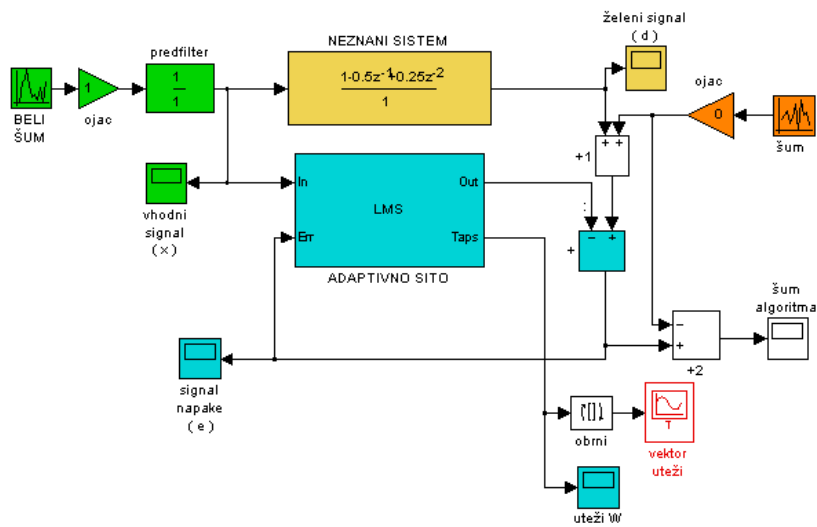 želeni signal
( d )
NEZNANI SISTEM
predfilter
1-0.5z⁻¹+0.25z⁻²
1
1
1
1
ojac
0
BELI
ŠUM
ojac
šum
+1
+ +
In
Out
LMS
:
vhodni
signal
( x )
Err
Taps
− +
+
ADAPTIVNO SITO
šum
algoritma
−
+
+2
signal
napake
( e )
T
obrni
vektor
uteži
uteži W